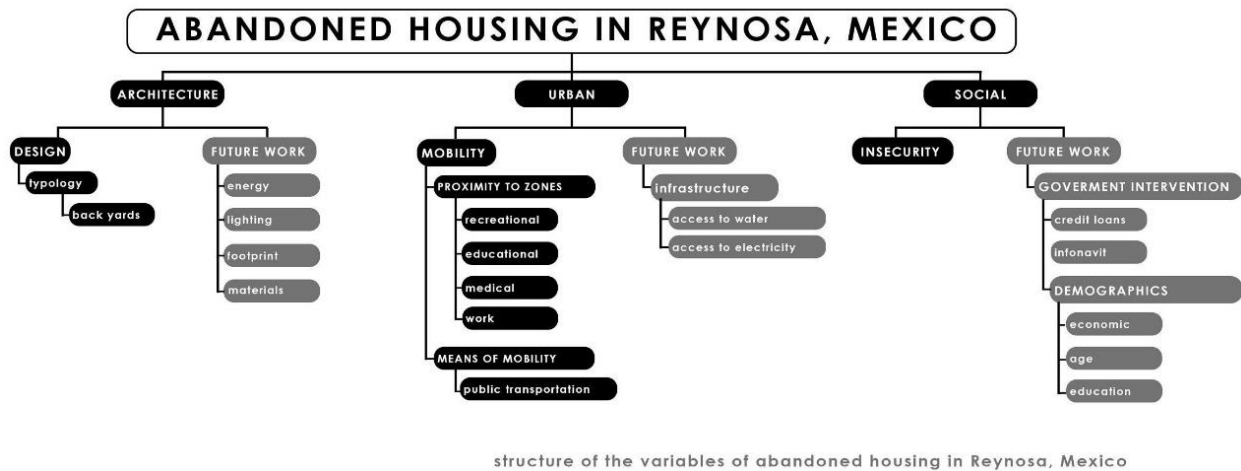 ABANDONED HOUSING IN REYNOSA, MEXICO
ARCHITECTURE
DESIGN
typology
back yards
FUTURE WORK
energy
lighting
footprint
materials
URBAN
MOBILITY
PROXIMITY TO ZONES
recreational
educational
medical
work
MEANS OF MOBILITY
public transportation
FUTURE WORK
infrastructure
access to water
access to electricity
SOCIAL
INSECURITY
FUTURE WORK
GOVERMENT INTERVENTION
credit loans
infonavit
DEMOGRAPHICS
economic
age
education
structure of the variables of abandoned housing in Reynosa, Mexico